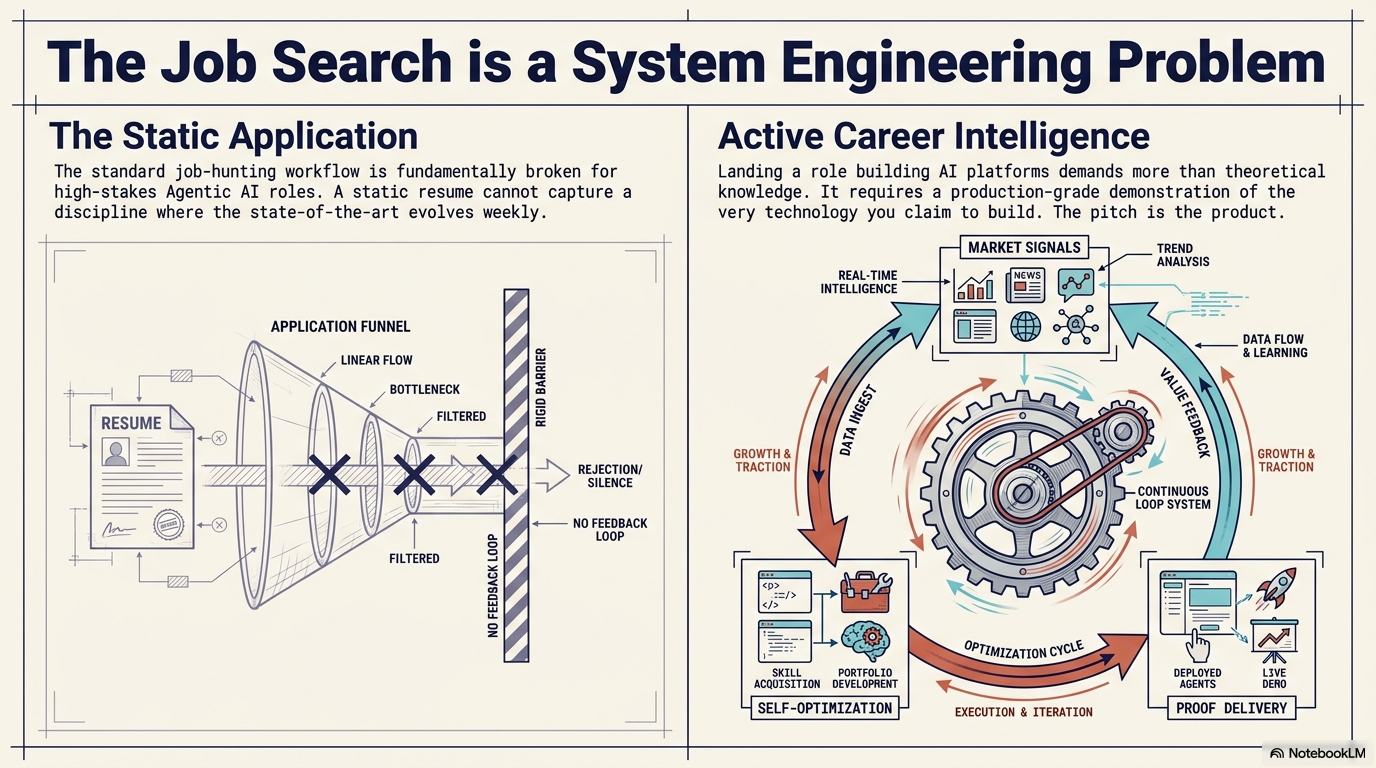 The Job Search is a System Engineering Problem
The Static Application
The standard job-hunting workflow is fundamentally broken for
high-stakes Agentic AI roles. A static resume cannot capture a
discipline where the state-of-the-art evolves weekly.
APPLICATION FUNNEL
LINEAR FLOW
BOTTLENECK
FILTERED
RESUME
FILTERED
RIGID BARRIER
NO FEEDBACK LOOP
REJECTION/
SILENCE
NO FEEDBACK
LOOP
Active Career Intelligence
Landing a role building AI platforms demands more than theoretical
knowledge. It requires a production-grade demonstration of the
very technology you claim to build. The pitch is the product.
MARKET SIGNALS
NEWS
REAL-TIME
INTELLIGENCE
TREND
ANALYSIS
DATA FLOW
& LEARNING
DATA INGEST
VALUE FEEDBACK
GROWTH &
TRACTION
GROWTH &
TRACTION
CONTINUOUS
LOOP SYSTEM
<p>
.::=/>
</>
SKILL
ACQUISITION
PORTFOLIO
DEVELOPMENT
SELF-OPTIMIZATION
OPTIMIZATION CYCLE
EXECUTION & ITERATION
DEPLOYED
AGENTS
L3VE
DEMO
PROOF DELIVERY
NotebookLM